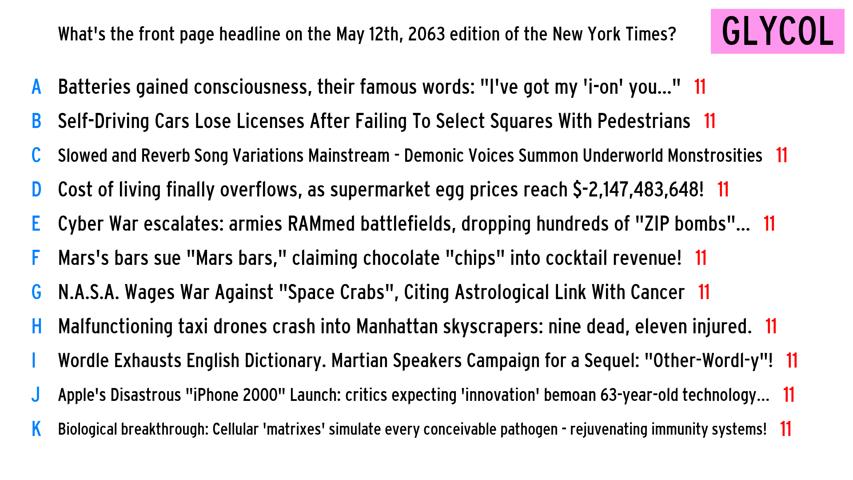 What's the front page headline on the May 12th, 2063 edition of the New York Times?
GLYCOL
A Batteries gained consciousness, their famous words: "I've got my 'i-on' you..." 11
B Self-Driving Cars Lose Licenses After Failing To Select Squares With Pedestrians 11
C Slowed and Reverb Song Variations Mainstream - Demonic Voices Summon Underworld Monstrosities 11
D Cost of living finally overflows, as supermarket egg prices reach $-2,147,483,648! 11
E Cyber War escalates: armies RAMmed battlefields, dropping hundreds of "ZIP bombs"... 11
F Mars's bars sue "Mars bars," claiming chocolate "chips" into cocktail revenue! 11
G N.A.S.A. Wages War Against "Space Crabs", Citing Astrological Link With Cancer 11
H Malfunctioning taxi drones crash into Manhattan skyscrapers: nine dead, eleven injured. 11
I Wordle Exhausts English Dictionary. Martian Speakers Campaign for a Sequel: "Other-Wordl-y"! 11
J Apple's Disastrous "iPhone 2000" Launch: critics expecting 'innovation' bemoan 63-year-old technology... 11
K Biological breakthrough: Cellular 'matrixes' simulate every conceivable pathogen - rejuvenating immunity systems! 11